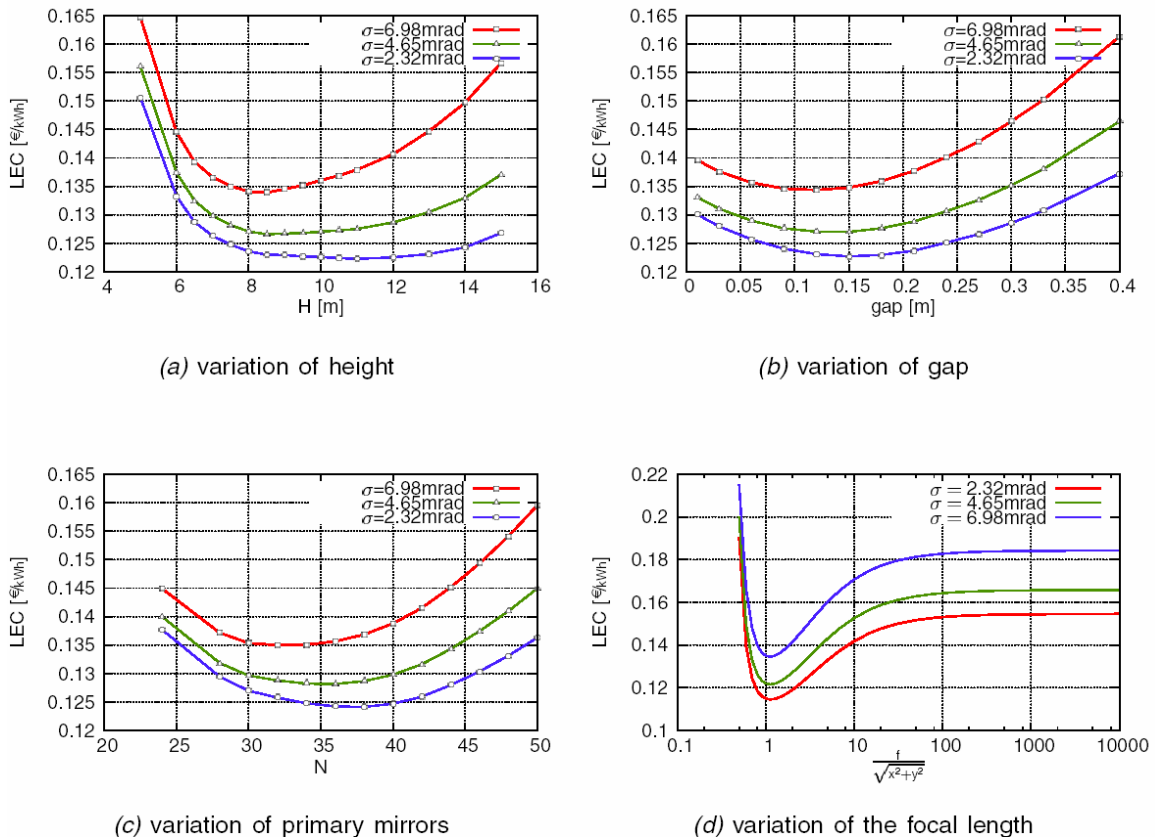 0.165
0.16
0.155
0.15
0.145
0.14
0.135
0.13
0.125
0.12
LEC [€/kWh]
σ=6.98mrad
σ=4.65mrad
σ=2.32mrad
4 6 8 10 12 14 16
H [m]
(a) variation of height
0.165
0.16
0.155
0.15
0.145
0.14
0.135
0.13
0.125
0.12
LEC [€/kWh]
σ=6.98mrad
σ=4.65mrad
σ=2.32mrad
0 0.05 0.1 0.15 0.2 0.25 0.3 0.35 0.4
gap [m]
(b) variation of gap
0.165
0.16
0.155
0.15
0.145
0.14
0.135
0.13
0.125
0.12
LEC [€/kWh]
σ=6.98mrad
σ=4.65mrad
σ=2.32mrad
20 25 30 35 40 45 50
N
(c) variation of primary mirrors
0.22
0.2
0.18
0.16
0.14
0.12
0.1
LEC [€/kWh]
σ = 2.32mrad
σ = 4.65mrad
σ = 6.98mrad
0.1 1 10 100 1000 10000
f
√x²+y²
(d) variation of the focal length